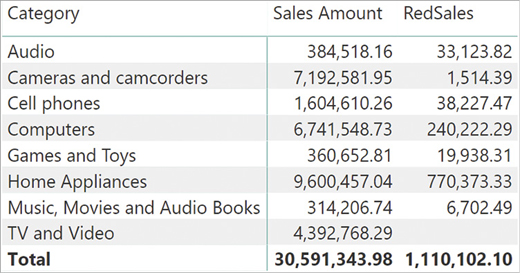 Category Sales Amount RedSales
Audio 384,518.16 33,123.82
Cameras and camcorders 7,192,581.95 1,514.39
Cell phones 1,604,610.26 38,227.47
Computers 6,741,548.73 240,222.29
Games and Toys 360,652.81 19,938.31
Home Appliances 9,600,457.04 770,373.33
Music, Movies and Audio Books 314,206.74 6,702.49
TV and Video 4,392,768.29
Total 30,591,343.98 1,110,102.10